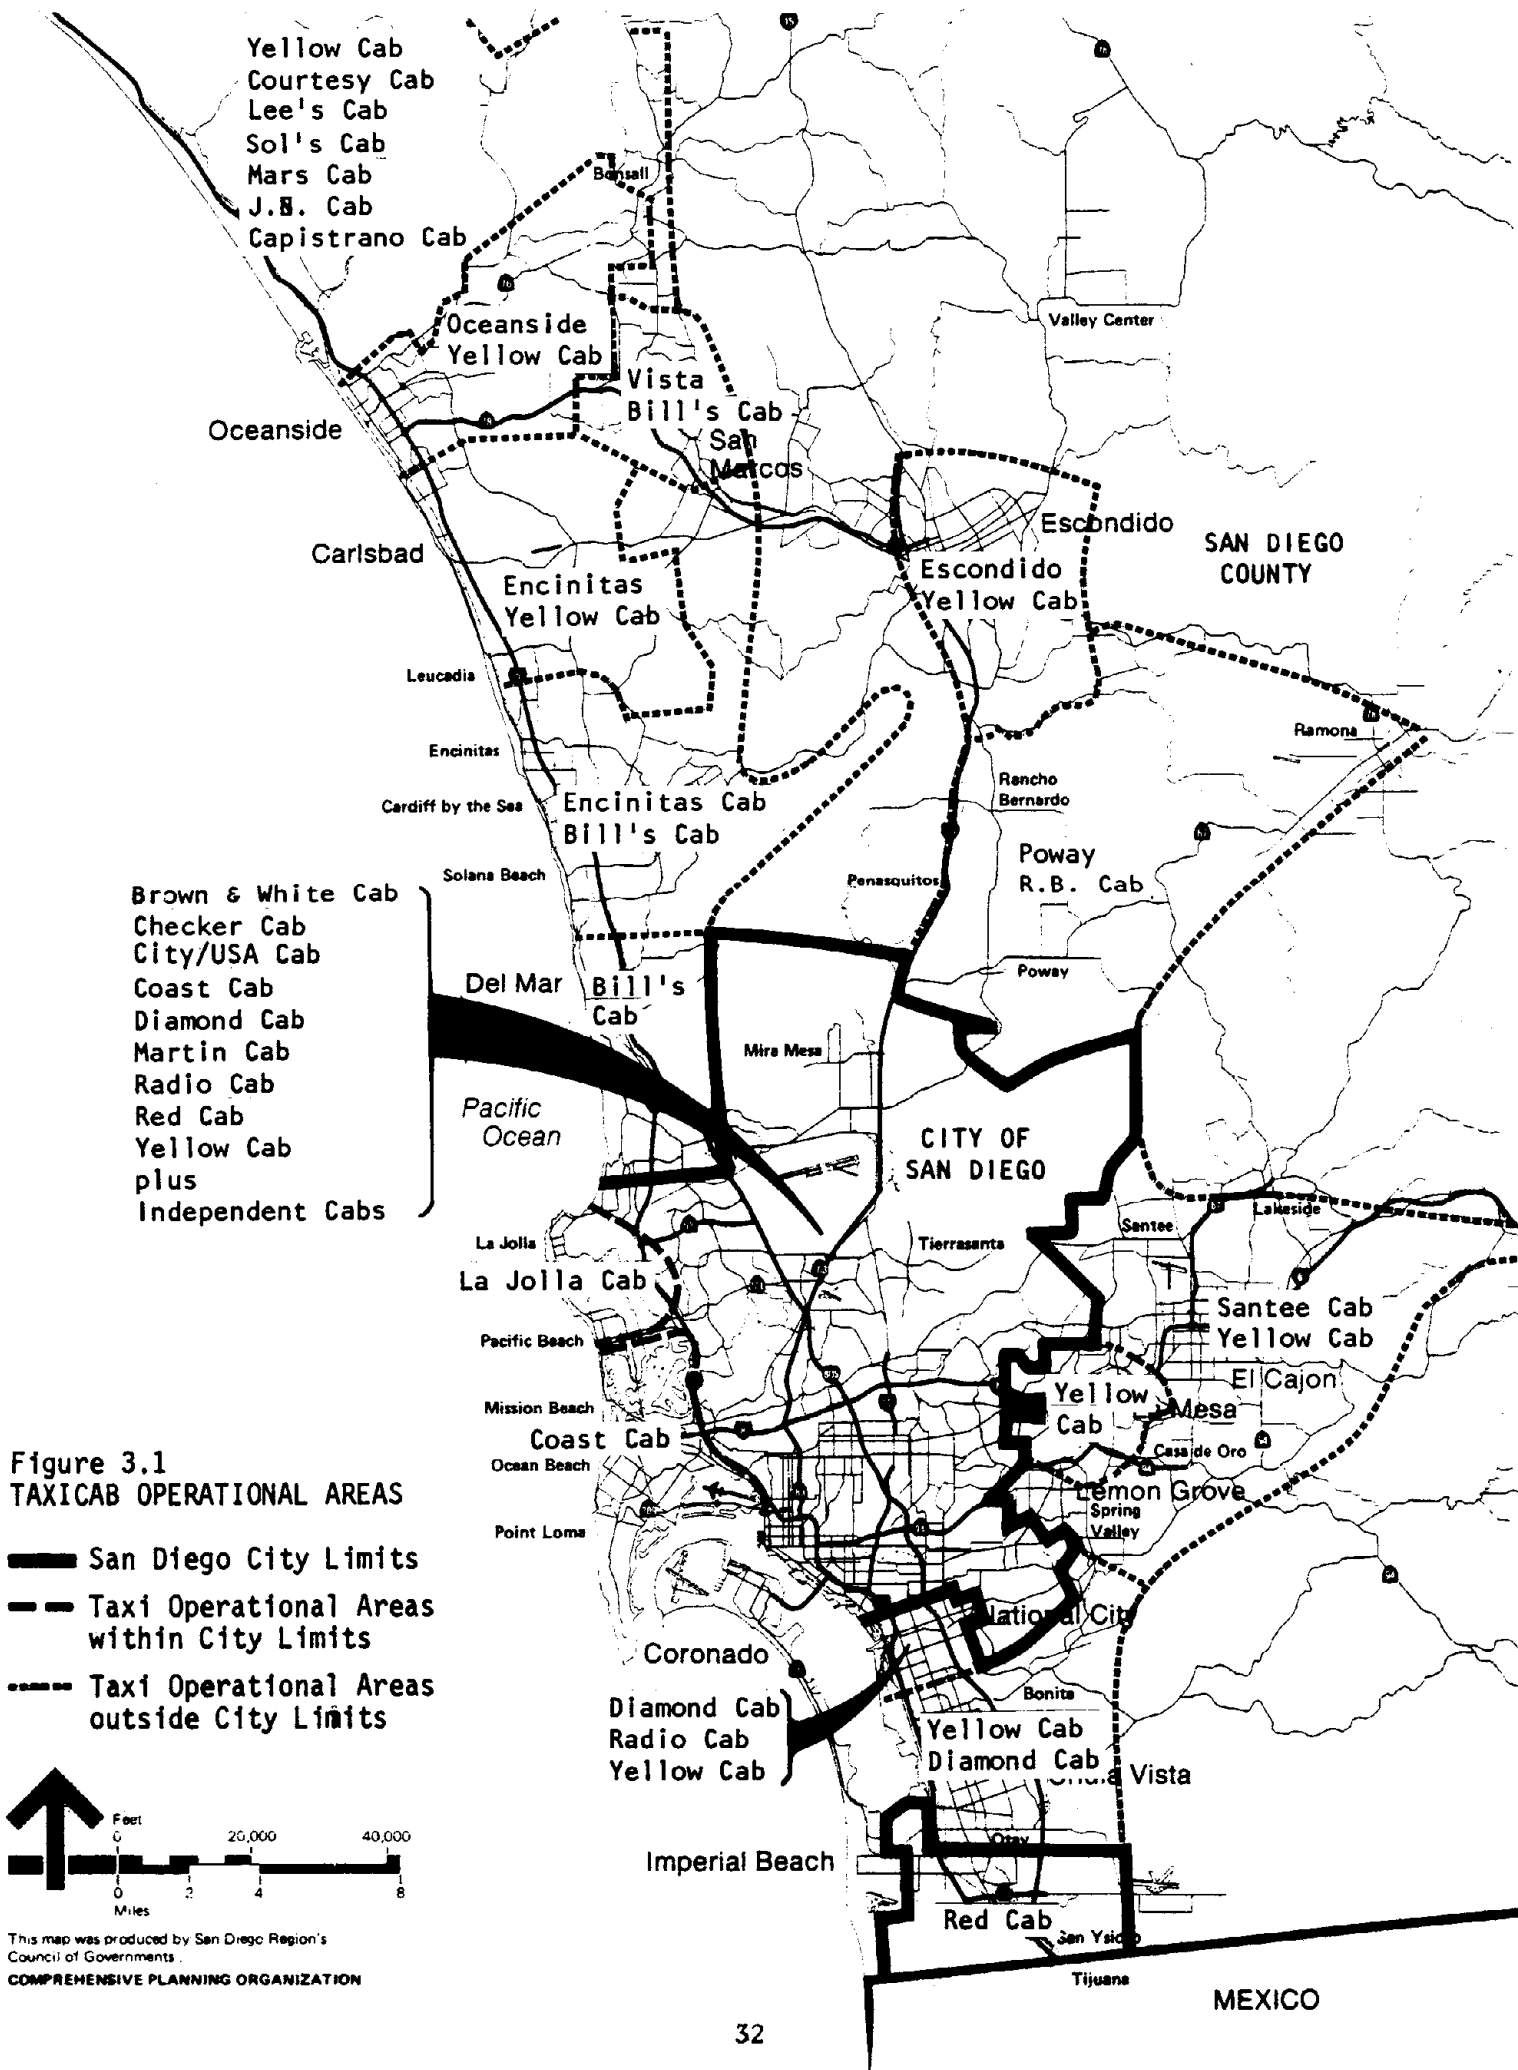 Yellow Cab
Courtesy Cab
Lee's Cab
Sol's Cab
Mars Cab
J.N. Cab
Capistrano Cab
Bonsall
76
Oceanside
Yellow Cab
Valley Center
Vista
Bill's Cab
Oceanside
San
Marcos
Escondido
SAN DIEGO
COUNTY
Carlsbad
Escondido
Yellow Cab
Encinitas
Yellow Cab
Leucadia
Ramona
Encinitas
Rancho
Bernardo
Cardiff by the Sea
Encinitas Cab
Bill's Cab
Poway
R.B. Cab
Solana Beach
Penasquitos
Brown & White Cab
Checker Cab
City/USA Cab
Coast Cab
Diamond Cab
Martin Cab
Radio Cab
Red Cab
Yellow Cab
plus
Independent Cabs
Del Mar
Bill's
Cab
Poway
Mira Mesa
Pacific
Ocean
CITY OF
SAN DIEGO
Lakeside
Santee
La Jolla
Tierrasanta
La Jolla Cab
Santee Cab
Yellow Cab
Pacific Beach
El Cajon
Yellow
Cab
Mesa
Mission Beach
Coast Cab
Casa de Oro
Ocean Beach
Lemon Grove
Spring
Valley
Point Loma
National City
Coronado
Bonita
Diamond Cab
Radio Cab
Yellow Cab
Yellow Cab
Diamond Cab
Chula Vista
Otay
Imperial Beach
Red Cab
San Ysidro
Tijuana
MEXICO
Figure 3.1
TAXICAB OPERATIONAL AREAS
San Diego City Limits
Taxi Operational Areas
within City Limits
Taxi Operational Areas
outside City Limits
Feet
0 20,000 40,000
0 2 4 8
Miles
This map was produced by San Diego Region's
Council of Governments.
COMPREHENSIVE PLANNING ORGANIZATION
32